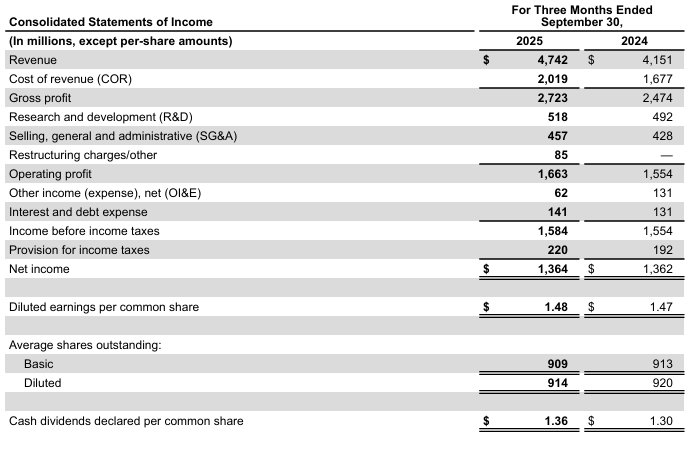 For Three Months Ended
Consolidated Statements of Income September 30,
(In millions, except per-share amounts) 2025 2024
Revenue $ 4,742 $ 4,151
Cost of revenue (COR) 2,019 1,677
Gross profit 2,723 2,474
Research and development (R&D) 518 492
Selling, general and administrative (SG&A) 457 428
Restructuring charges/other 85 —
Operating profit 1,663 1,554
Other income (expense), net (OI&E) 62 131
Interest and debt expense 141 131
Income before income taxes 1,584 1,554
Provision for income taxes 220 192
Net income $ 1,364 $ 1,362
Diluted earnings per common share $ 1.48 $ 1.47
Average shares outstanding:
Basic 909 913
Diluted 914 920
Cash dividends declared per common share $ 1.36 $ 1.30